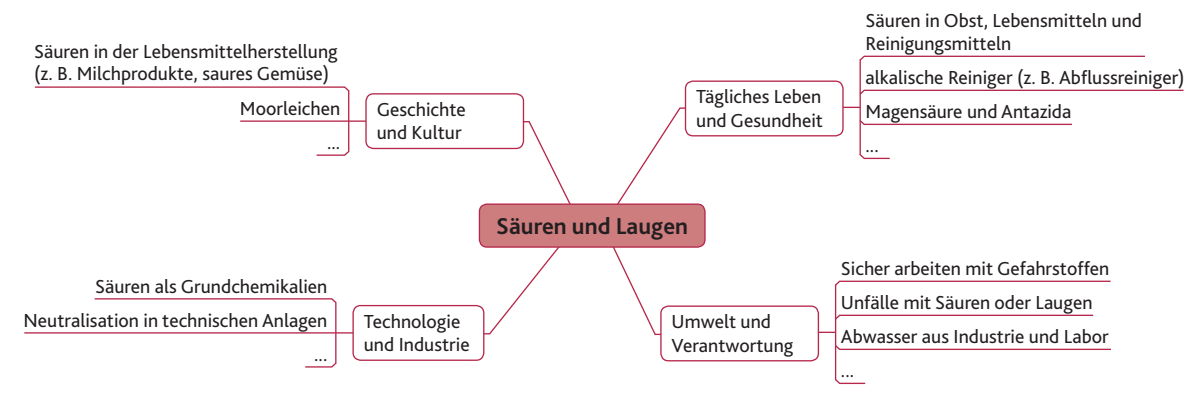 Säuren und Laugen
Geschichte
und Kultur
Säuren in der Lebensmittelherstellung
(z. B. Milchprodukte, saures Gemüse)
Moorleichen
...
Tägliches Leben
und Gesundheit
Säuren in Obst, Lebensmitteln und
Reinigungsmitteln
alkalische Reiniger (z. B. Abflussreiniger)
Magensäure und Antazida
...
Technologie
und Industrie
Säuren als Grundchemikalien
Neutralisation in technischen Anlagen
...
Umwelt und
Verantwortung
Sicher arbeiten mit Gefahrstoffen
Unfälle mit Säuren oder Laugen
Abwasser aus Industrie und Labor
...